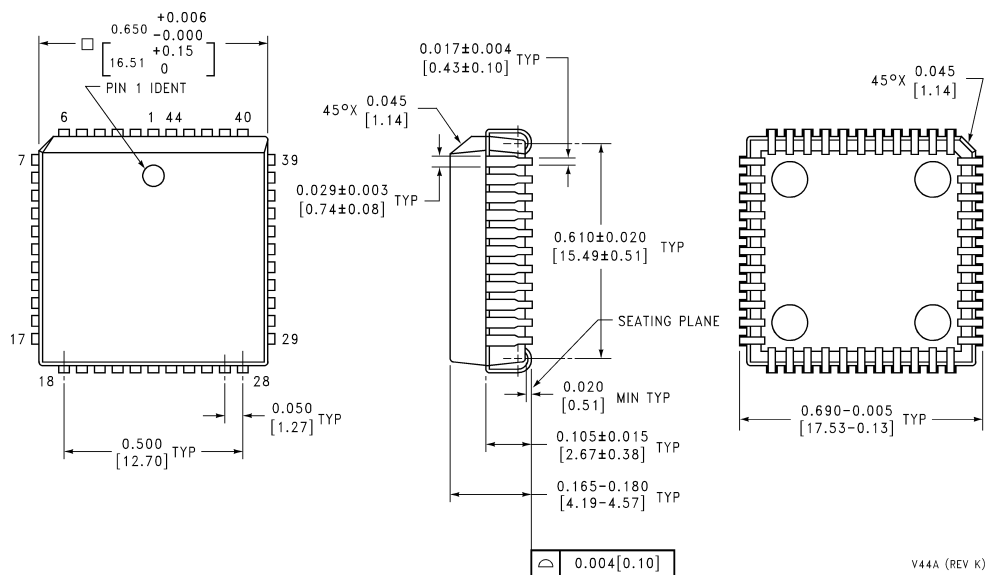 +0.006
0.650 -0.000
+0.15
16.51 0
PIN 1 IDENT
6 1 44 40
7 39
17 29
18 28
0.050
[1.27] TYP
0.500
[12.70] TYP
0.017±0.004
[0.43±0.10] TYP
45°X 0.045
[1.14]
0.029±0.003
[0.74±0.08] TYP
0.610±0.020
[15.49±0.51] TYP
SEATING PLANE
0.020
[0.51] MIN TYP
0.105±0.015
[2.67±0.38] TYP
0.165-0.180
[4.19-4.57] TYP
0.004[0.10]
45°X 0.045
[1.14]
0.690-0.005
[17.53-0.13] TYP
V44A (REV K)